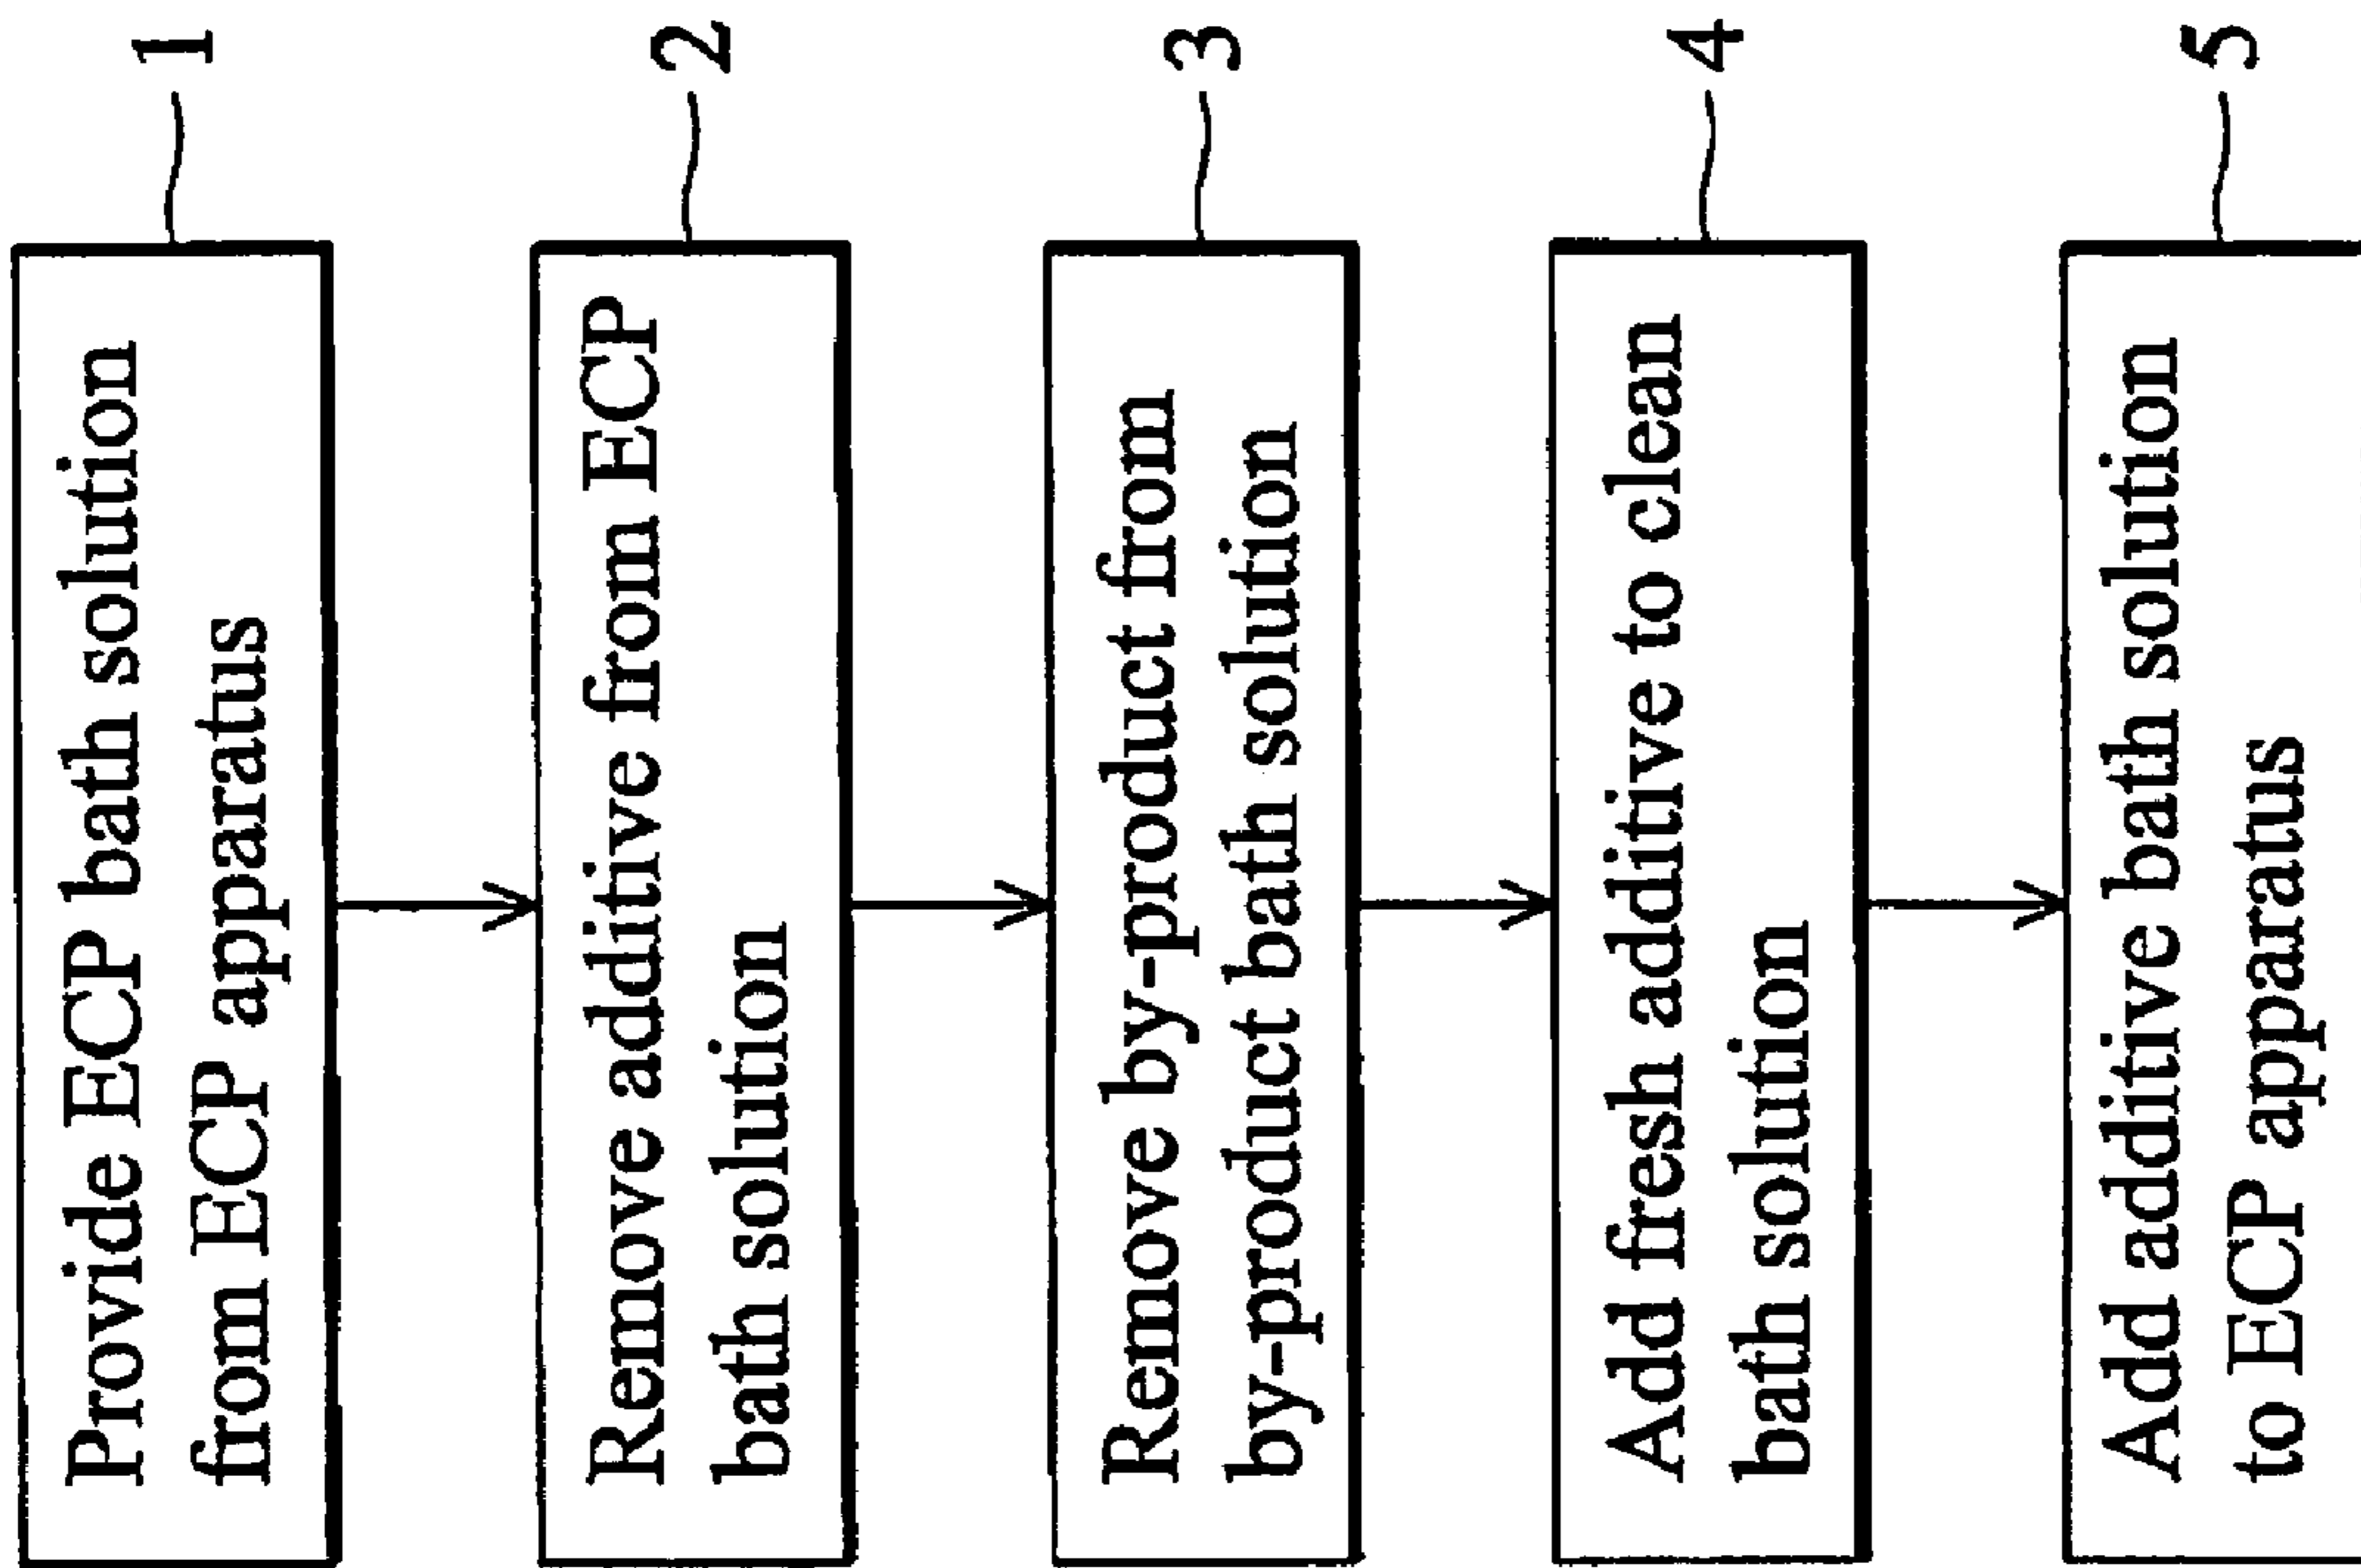 Provide ECP bath solution
from ECP apparatus
1
Remove additive from ECP
bath solution
2
Remove by-product from
by-product bath solution
3
Add fresh additive to clean
bath solution
4
Add additive bath solution
to ECP apparatus
5